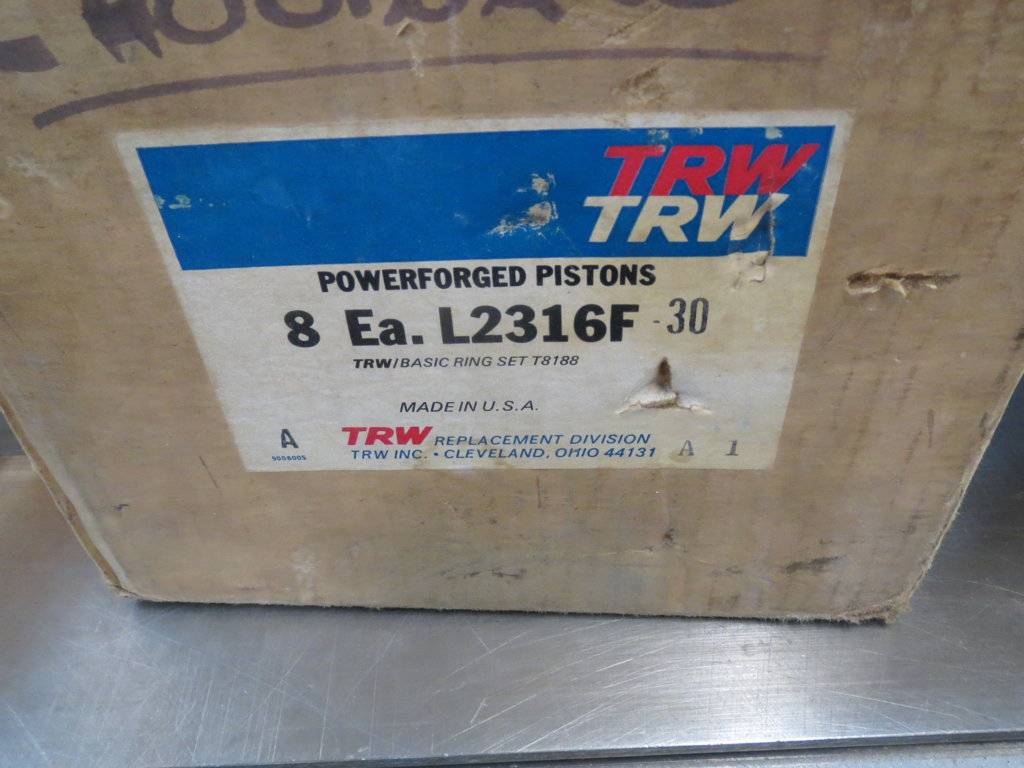 TRW
TRW
POWERFORGED PISTONS
8 Ea. L2316F -30
TRW/BASIC RING SET T8188
MADE IN U.S.A.
A TRW REPLACEMENT DIVISION
TRW INC. • CLEVELAND, OHIO 44131 A 1